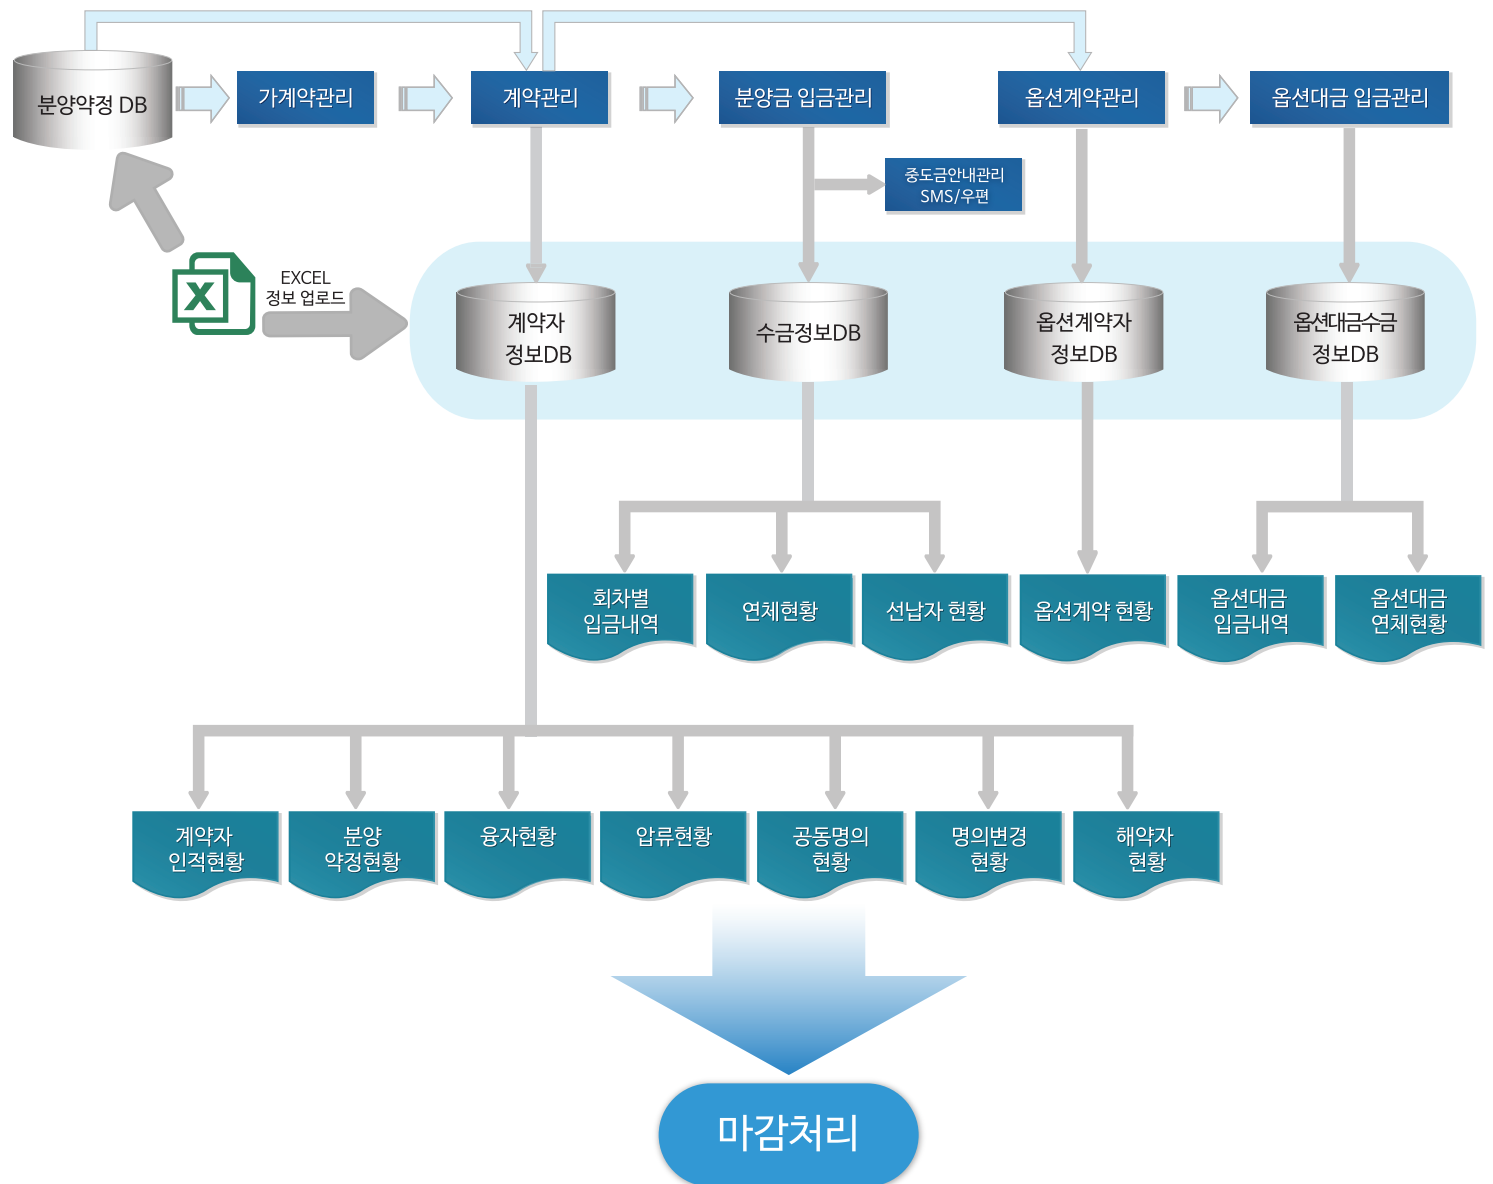 분양약정 DB
가계약관리
계약관리
분양금 입금관리
옵션계약관리
옵션대금 입금관리
중도금안내관리
SMS/우편
EXCEL
정보 업로드
계약자
정보DB
수금정보DB
옵션계약자
정보DB
옵션대금수금
정보DB
회차별
입금내역
연체현황
선납자 현황
옵션계약 현황
옵션대금
입금내역
옵션대금
연체현황
계약자
인적현황
분양
약정현황
융자현황
압류현황
공동명의
현황
명의변경
현황
해약자
현황
마감처리